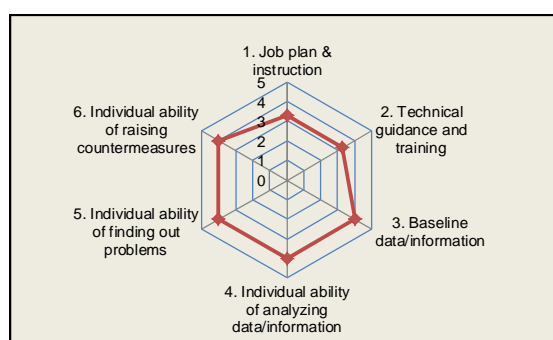 1. Job plan &
instruction
5
4
3
2
1
0
2. Technical
guidance and
training
3. Baseline
data/information
4. Individual ability
of analyzing
data/information
5. Individual ability
of finding out
problems
6. Individual ability
of raising
countermeasures